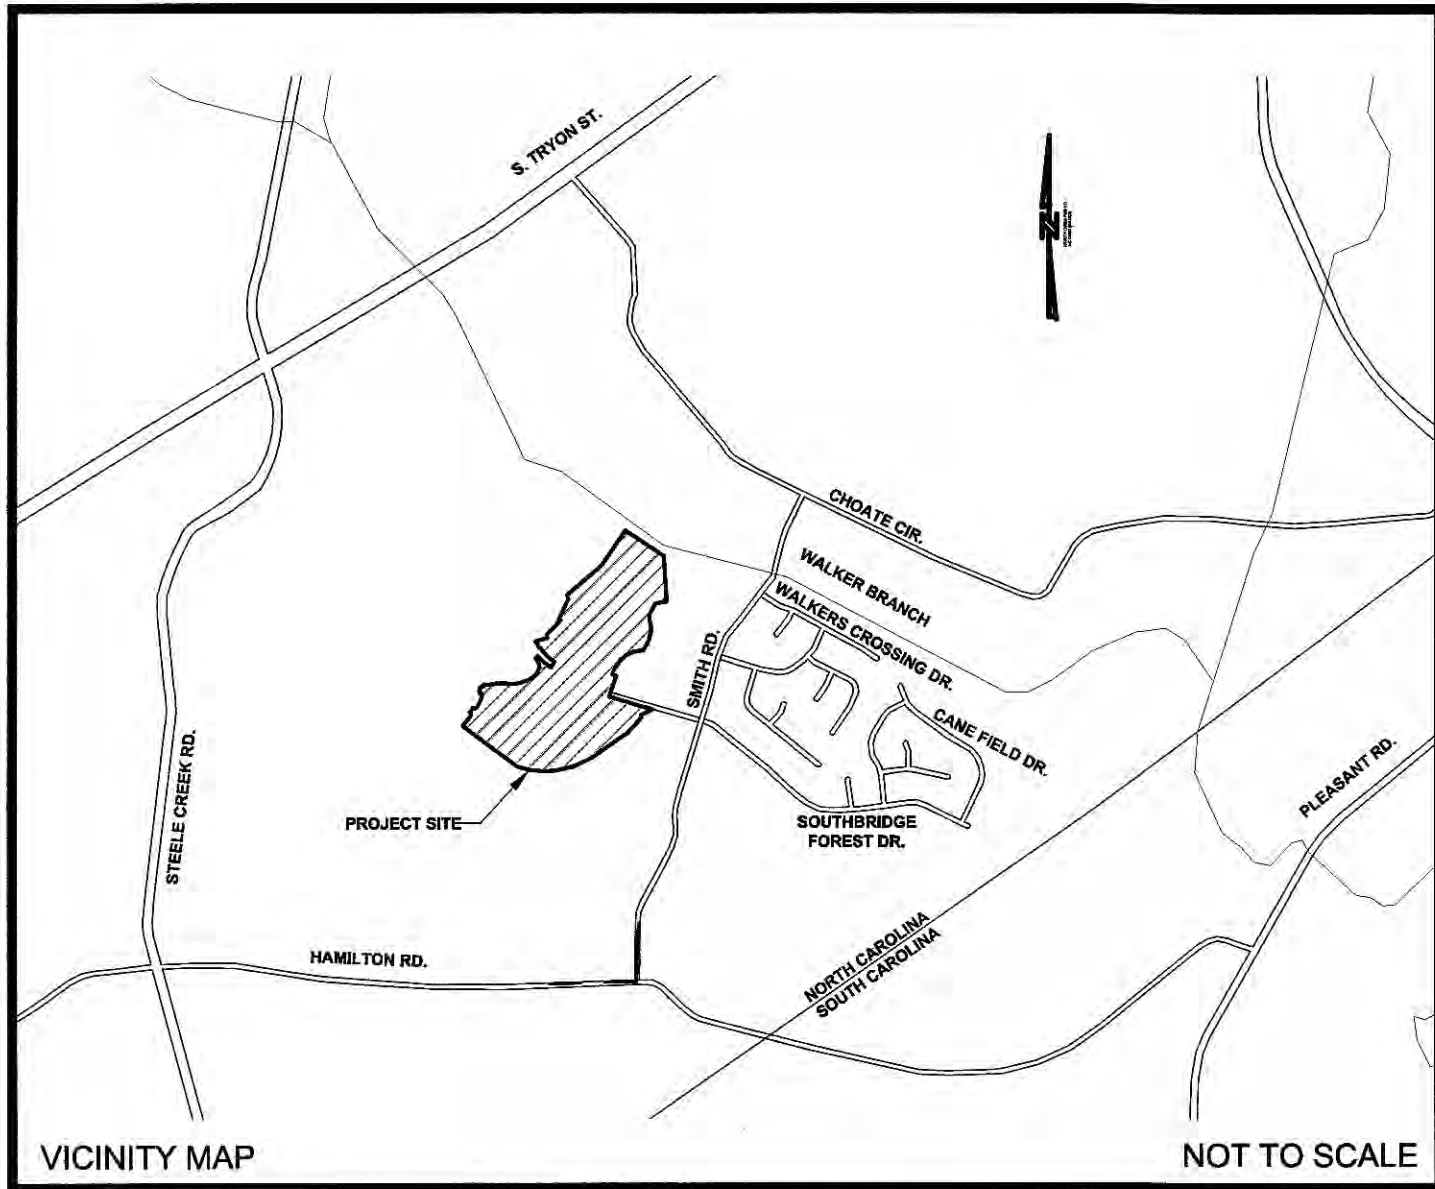 S. TRYON ST.
N
CHOATE CIR.
WALKER BRANCH
WALKERS CROSSING DR.
SMITH RD.
CANE FIELD DR.
STEELE CREEK RD.
PLEASANT RD.
PROJECT SITE
SOUTHBRIDGE
FOREST DR.
HAMILTON RD.
NORTH CAROLINA
SOUTH CAROLINA
VICINITY MAP
NOT TO SCALE